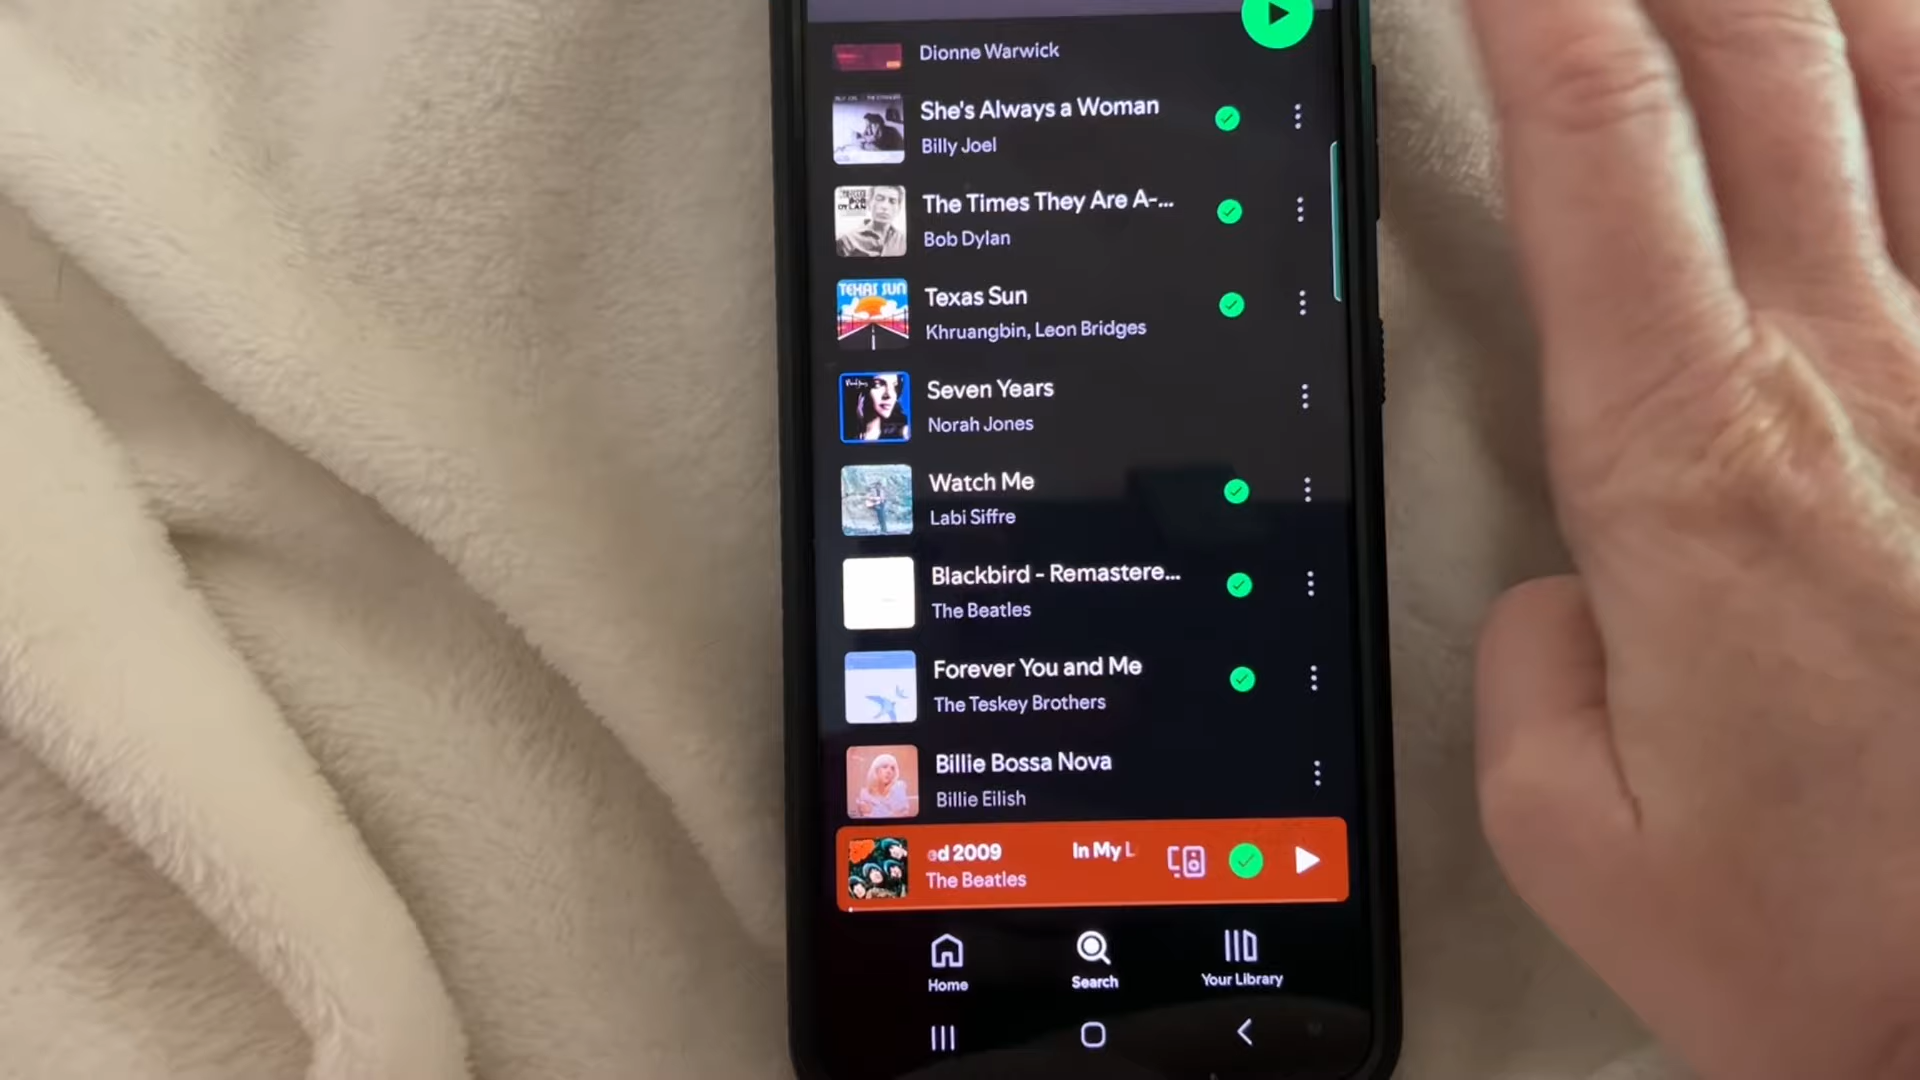 Dionne Warwick
She's Always a Woman
Billy Joel
The Times They Are A-...
Bob Dylan
TEXAS SUN
Texas Sun
Khruangbin, Leon Bridges
Seven Years
Norah Jones
Watch Me
Labi Siffre
Blackbird - Remastere...
The Beatles
Forever You and Me
The Teskey Brothers
Billie Bossa Nova
Billie Eilish
ed 2009 In My L
The Beatles
Home
Search
Your Library